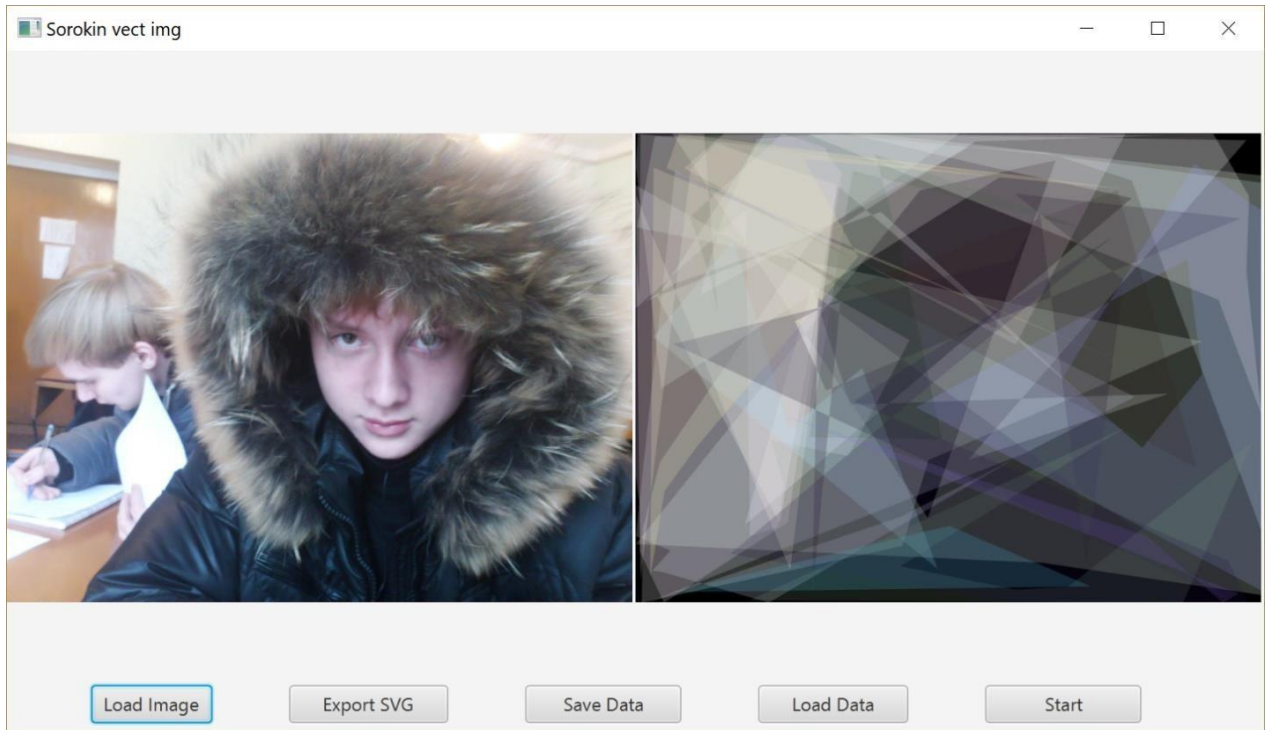 Sorokin vect img
Load Image
Export SVG
Save Data
Load Data
Start